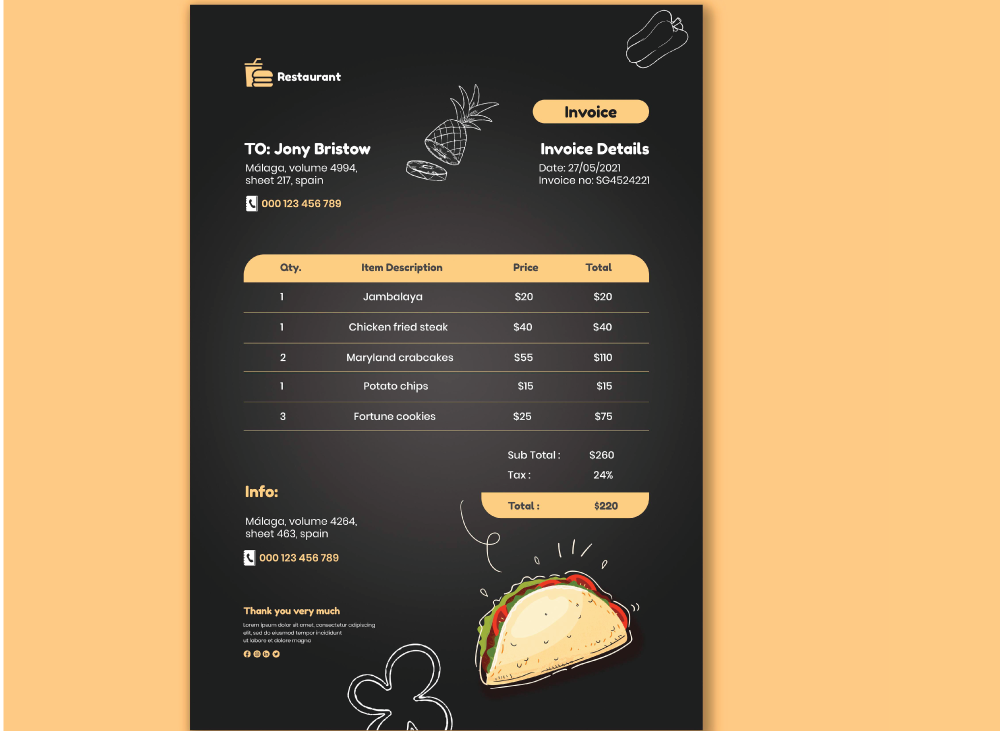 Restaurant
Invoice
TO: Jony Bristow
Málaga, volume 4994,
sheet 217, spain
000 123 456 789
Invoice Details
Date: 27/05/2021
Invoice no: SG4524221
Qty. Item Description Price Total
1 Jambalaya $20 $20
1 Chicken fried steak $40 $40
2 Maryland crabcakes $55 $110
1 Potato chips $15 $15
3 Fortune cookies $25 $75
Sub Total : $260
Tax : 24%
Total : $220
Info:
Málaga, volume 4264,
sheet 463, spain
000 123 456 789
Thank you very much
Lorem ipsum dolor sit amet, consectetur adipiscing
elit, sed do eiusmod tempor incididunt
ut labore et dolore magna